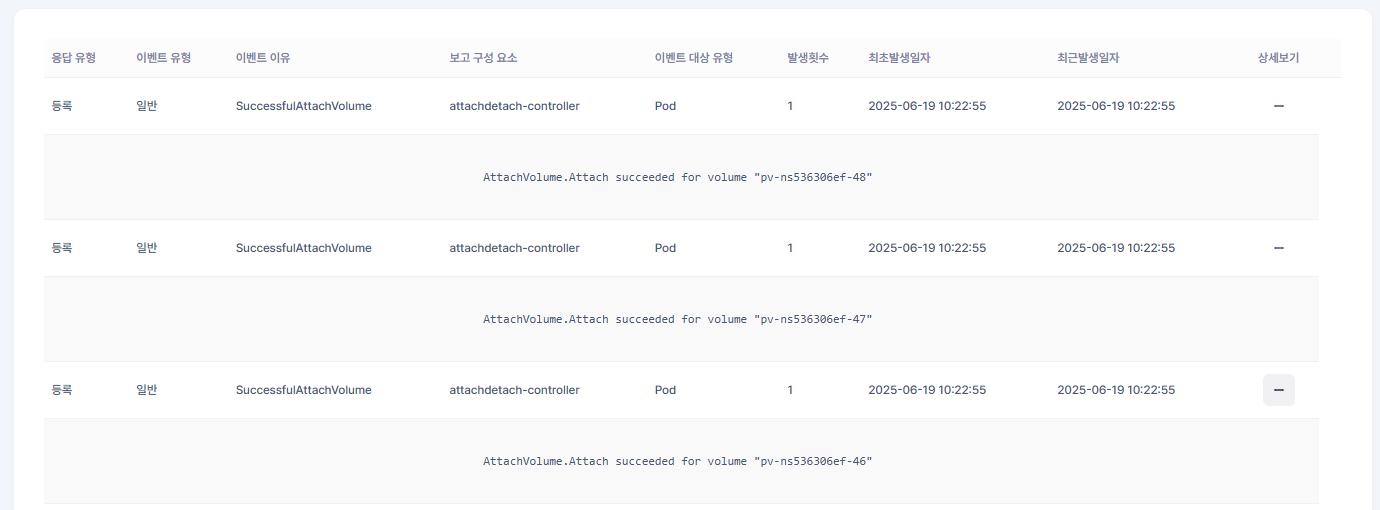 응답 유형 이벤트 유형 이벤트 이유 보고 구성 요소 이벤트 대상 유형 발생횟수 최초발생일자 최근발생일자 상세보기
등록 일반 SuccessfulAttachVolume attachdetach-controller Pod 1 2025-06-19 10:22:55 2025-06-19 10:22:55
AttachVolume.Attach succeeded for volume "pv-ns536306ef-48"
등록 일반 SuccessfulAttachVolume attachdetach-controller Pod 1 2025-06-19 10:22:55 2025-06-19 10:22:55
AttachVolume.Attach succeeded for volume "pv-ns536306ef-47"
등록 일반 SuccessfulAttachVolume attachdetach-controller Pod 1 2025-06-19 10:22:55 2025-06-19 10:22:55
AttachVolume.Attach succeeded for volume "pv-ns536306ef-46"